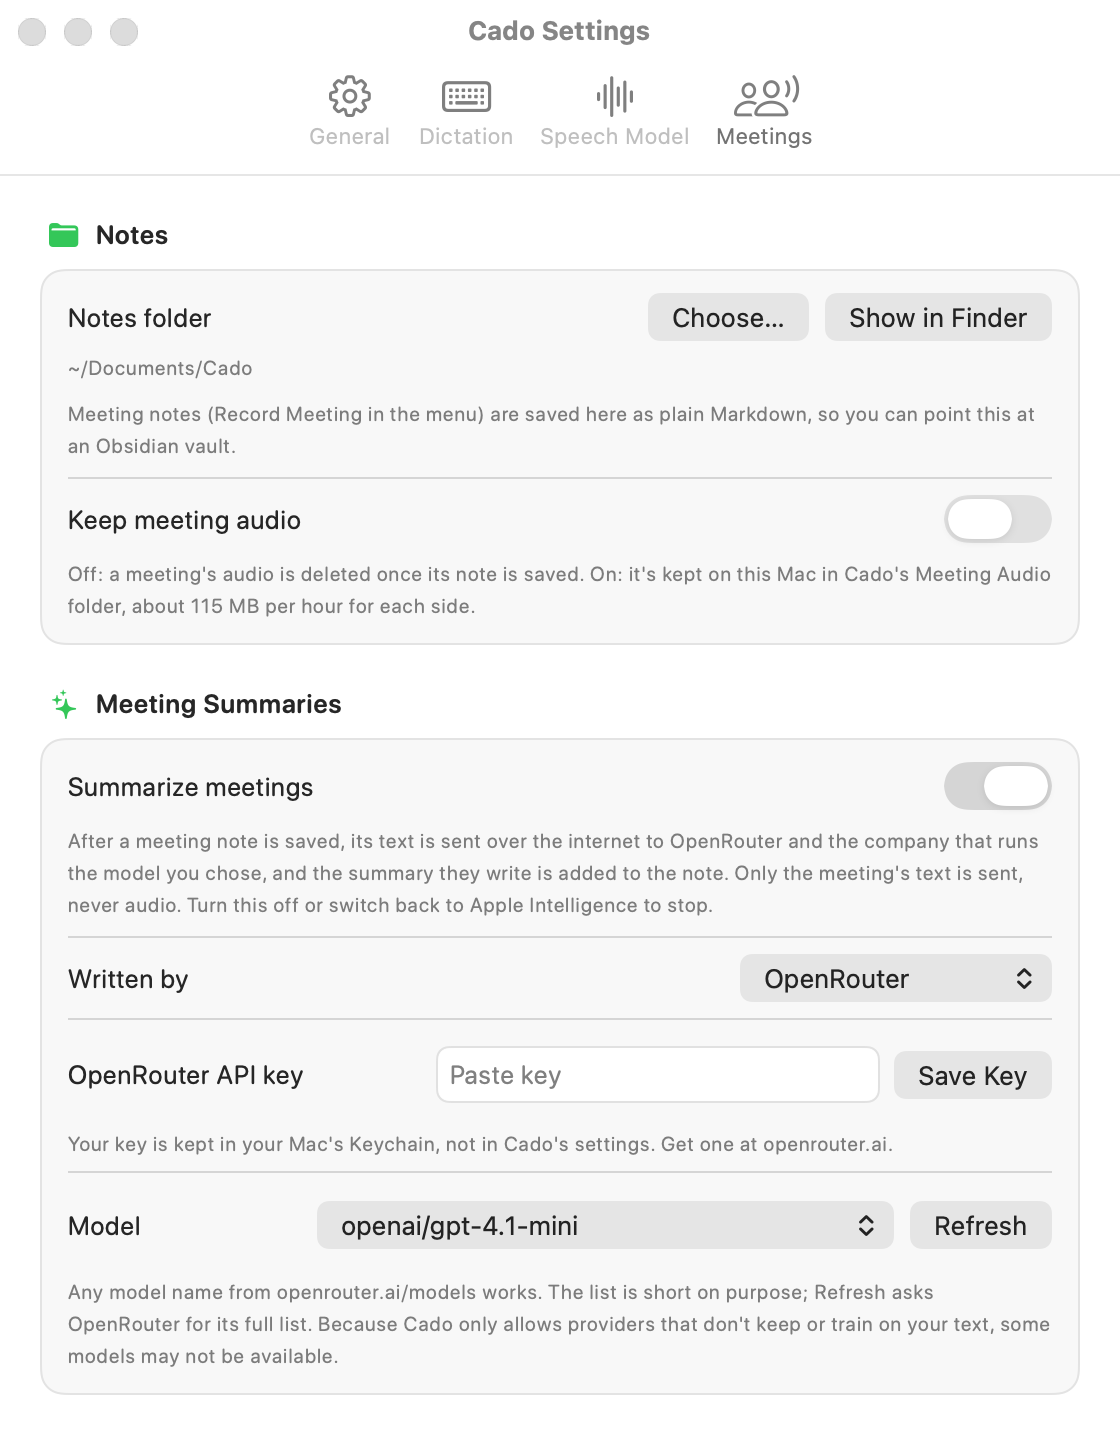 Cado Settings
General
Dictation
Speech Model
Meetings
Notes
Notes folder
Choose...
Show in Finder
~/Documents/Cado
Meeting notes (Record Meeting in the menu) are saved here as plain Markdown, so you can point this at
an Obsidian vault.
Keep meeting audio
Off: a meeting's audio is deleted once its note is saved. On: it's kept on this Mac in Cado's Meeting Audio
folder, about 115 MB per hour for each side.
Meeting Summaries
Summarize meetings
After a meeting note is saved, its text is sent over the internet to OpenRouter and the company that runs
the model you chose, and the summary they write is added to the note. Only the meeting's text is sent,
never audio. Turn this off or switch back to Apple Intelligence to stop.
Written by
OpenRouter
OpenRouter API key
Paste key
Save Key
Your key is kept in your Mac's Keychain, not in Cado's settings. Get one at openrouter.ai.
Model
openai/gpt-4.1-mini
Refresh
Any model name from openrouter.ai/models works. The list is short on purpose; Refresh asks
OpenRouter for its full list. Because Cado only allows providers that don't keep or train on your text, some
models may not be available.